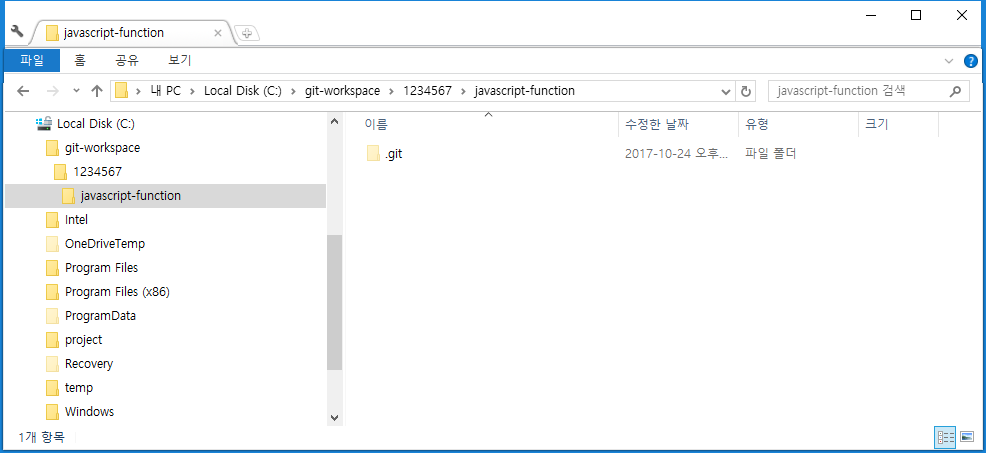 javascript-function
파일 홈 공유 보기
내 PC Local Disk (C:) git-workspace 1234567 javascript-function javascript-function 검색
Local Disk (C:)
git-workspace
1234567
javascript-function
Intel
OneDriveTemp
Program Files
Program Files (x86)
ProgramData
project
Recovery
temp
Windows
이름 수정한 날짜 유형 크기
.git 2017-10-24 오후... 파일 폴더
1개 항목